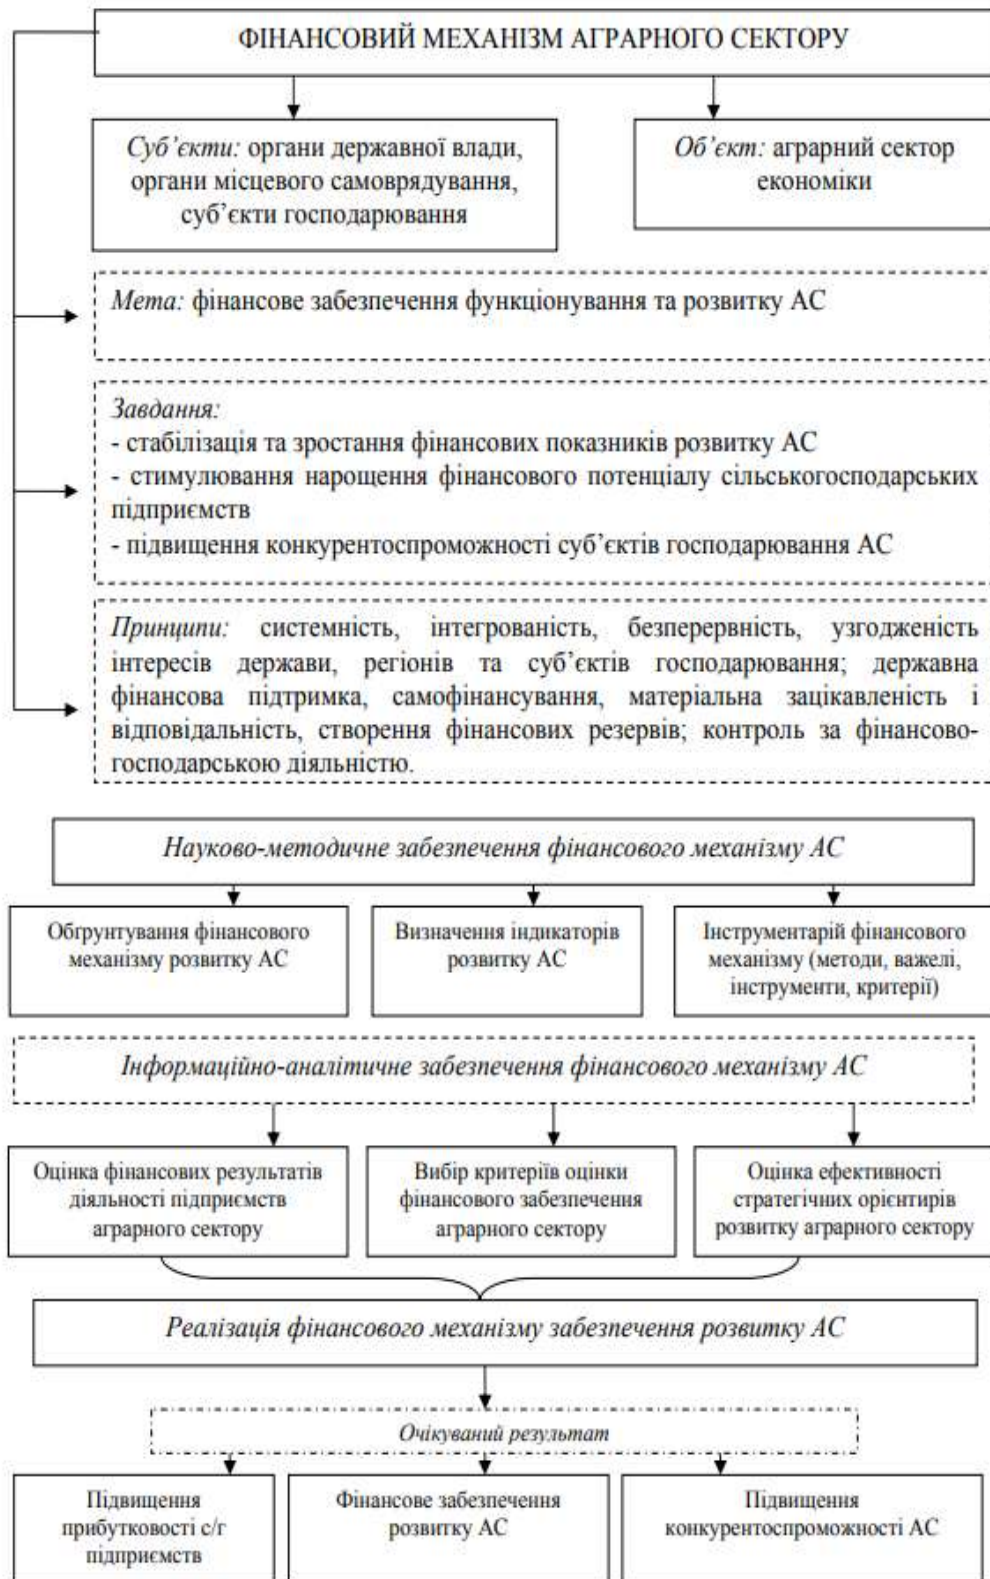 ФІНАНСОВИЙ МЕХАНІЗМ АГРАРНОГО СЕКТОРУ
Суб’єкти: органи державної влади,
органи місцевого самоврядування,
суб’єкти господарювання
Об’єкт: аграрний сектор
економіки
Мета: фінансове забезпечення функціонування та розвитку АС
Завдання:
- стабілізація та зростання фінансових показників розвитку АС
- стимулювання нарощення фінансового потенціалу сільськогосподарських
підприємств
- підвищення конкурентоспроможності суб’єктів господарювання АС
Принципи: системність, інтегрованість, безперервність, узгодженість
інтересів держави, регіонів та суб’єктів господарювання; державна
фінансова підтримка, самофінансування, матеріальна зацікавленість і
відповідальність, створення фінансових резервів; контроль за фінансово-
господарською діяльністю.
Науково-методичне забезпечення фінансового механізму АС
Обґрунтування фінансового
механізму розвитку АС
Визначення індикаторів
розвитку АС
Інструментарій фінансового
механізму (методи, важелі,
інструменти, критерії)
Інформаційно-аналітичне забезпечення фінансового механізму АС
Оцінка фінансових результатів
діяльності підприємств
аграрного сектору
Вибір критеріїв оцінки
фінансового забезпечення
аграрного сектору
Оцінка ефективності
стратегічних орієнтирів
розвитку аграрного сектору
Реалізація фінансового механізму забезпечення розвитку АС
Очікуваний результат
Підвищення
прибутковості с/г
підприємств
Фінансове забезпечення
розвитку АС
Підвищення
конкурентоспроможності АС